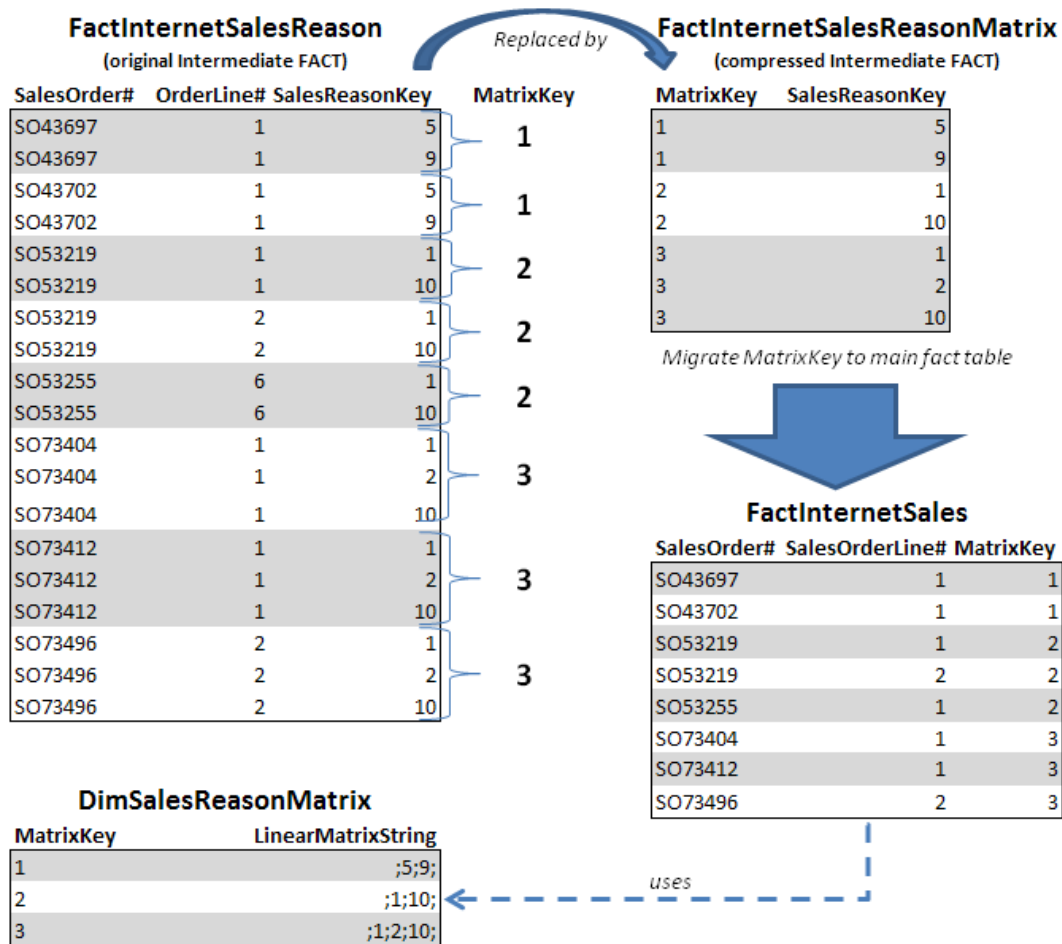 FactInternetSalesReason
(original Intermediate FACT)
Replaced by
FactInternetSalesReasonMatrix
(compressed Intermediate FACT)
SalesOrder# OrderLine# SalesReasonKey MatrixKey
SO43697 1 5
SO43697 1 9
1
SO43702 1 5
SO43702 1 9
1
SO53219 1 1
SO53219 1 10
2
SO53219 2 1
SO53219 2 10
2
SO53255 6 1
SO53255 6 10
2
SO73404 1 1
SO73404 1 2
SO73404 1 10
3
SO73412 1 1
SO73412 1 2
SO73412 1 10
3
SO73496 2 1
SO73496 2 2
SO73496 2 10
3
MatrixKey SalesReasonKey
1 5
1 9
2 1
2 10
3 1
3 2
3 10
Migrate MatrixKey to main fact table
FactInternetSales
SalesOrder# SalesOrderLine# MatrixKey
SO43697 1 1
SO43702 1 1
SO53219 1 2
SO53219 2 2
SO53255 1 2
SO73404 1 3
SO73412 1 3
SO73496 2 3
DimSalesReasonMatrix
MatrixKey LinearMatrixString
1 ;5;9;
2 ;1;10;
3 ;1;2;10;
uses